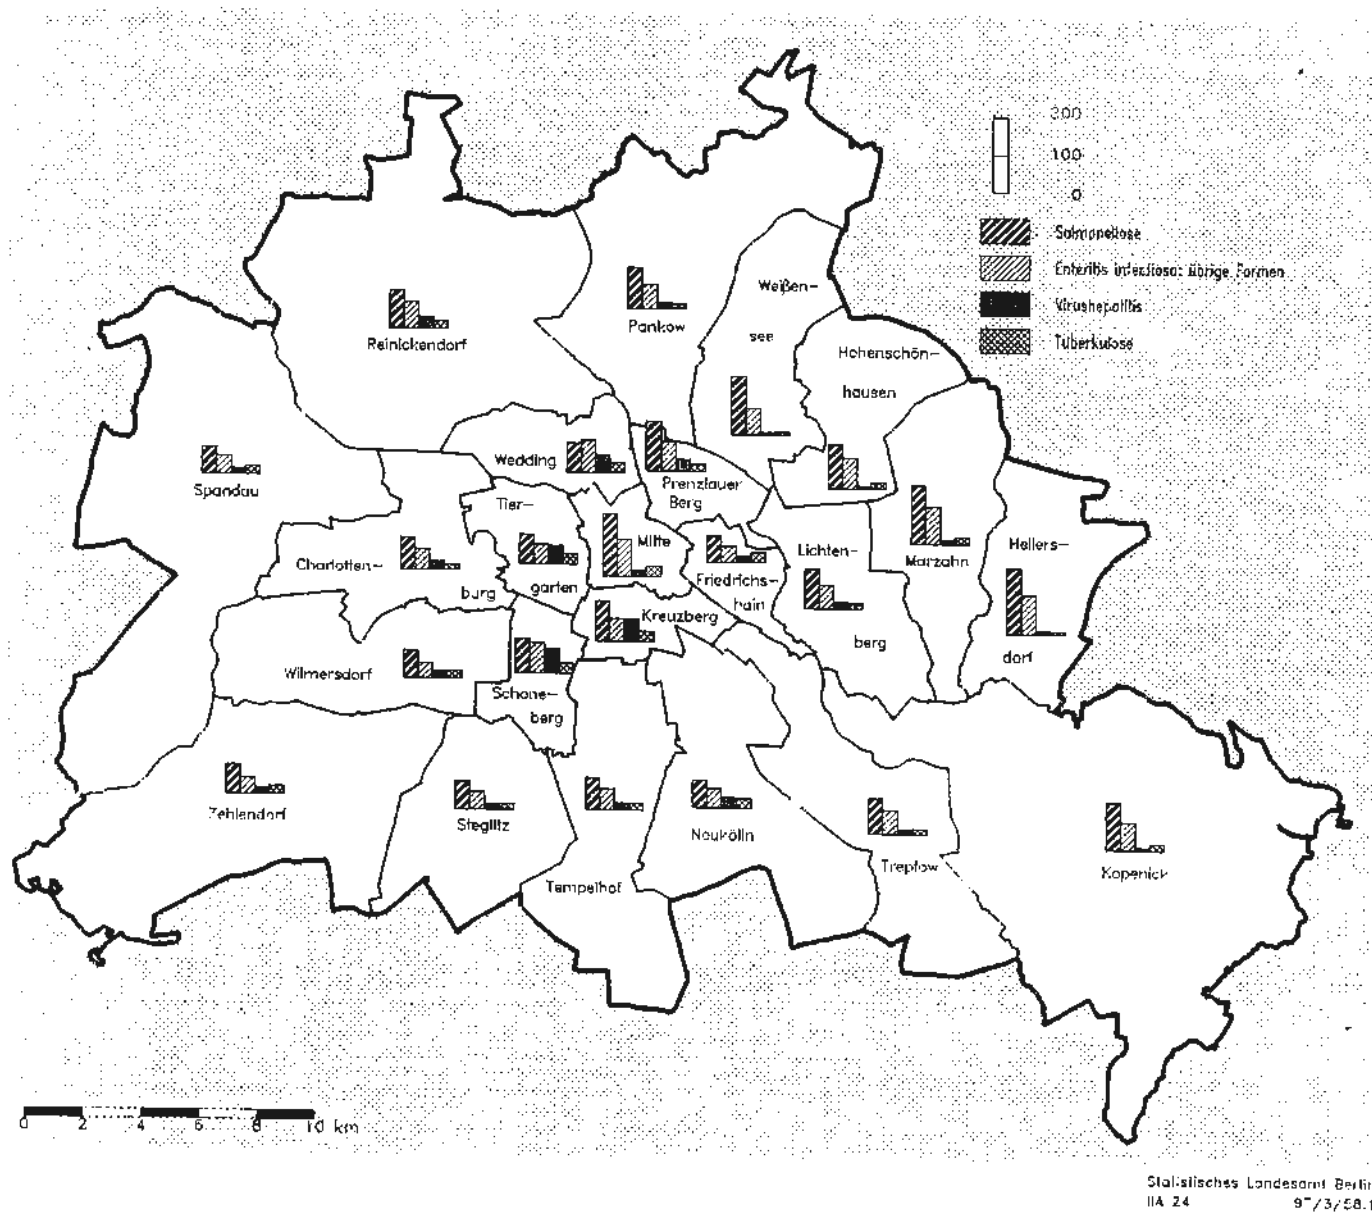 300
100
0
Salmonellose
Enteritis infectiosa: übrige Formen
Virushepatitis
Tuberkulose
Weißen-
see
Pankow
Reinickendorf
Hohenschön-
hausen
Wedding
Spandau
Prenzlauer
Berg
Tier-
garten
Mitte
Lichten-
berg
Marzahn
Hellers-
dorf
Charlotten-
burg
Friedrichs-
hain
Kreuzberg
Wilmersdorf
Schöne-
berg
Zehlendorf
Steglitz
Tempelhof
Neukölln
Treptow
Köpenick
0 2 4 6 8 10 km
Statistisches Landesamt Berlin
IIA 24